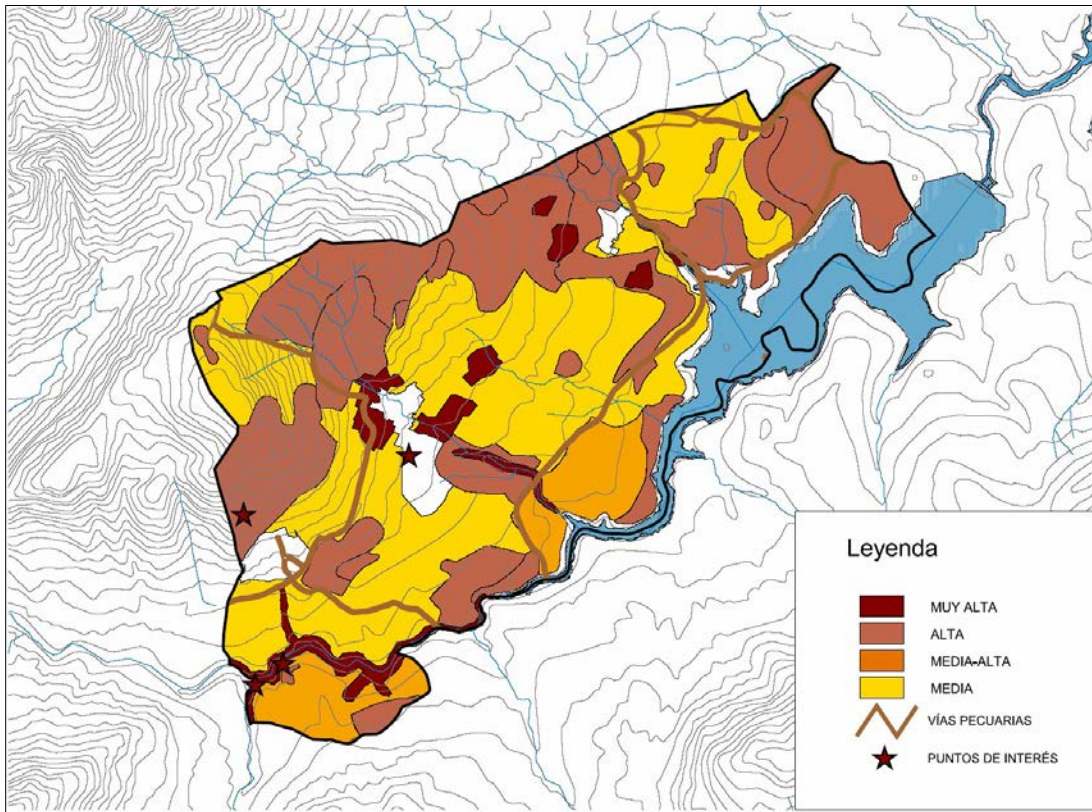 Leyenda
MUY ALTA
ALTA
MEDIA-ALTA
MEDIA
VÍAS PECUARIAS
PUNTOS DE INTERÉS